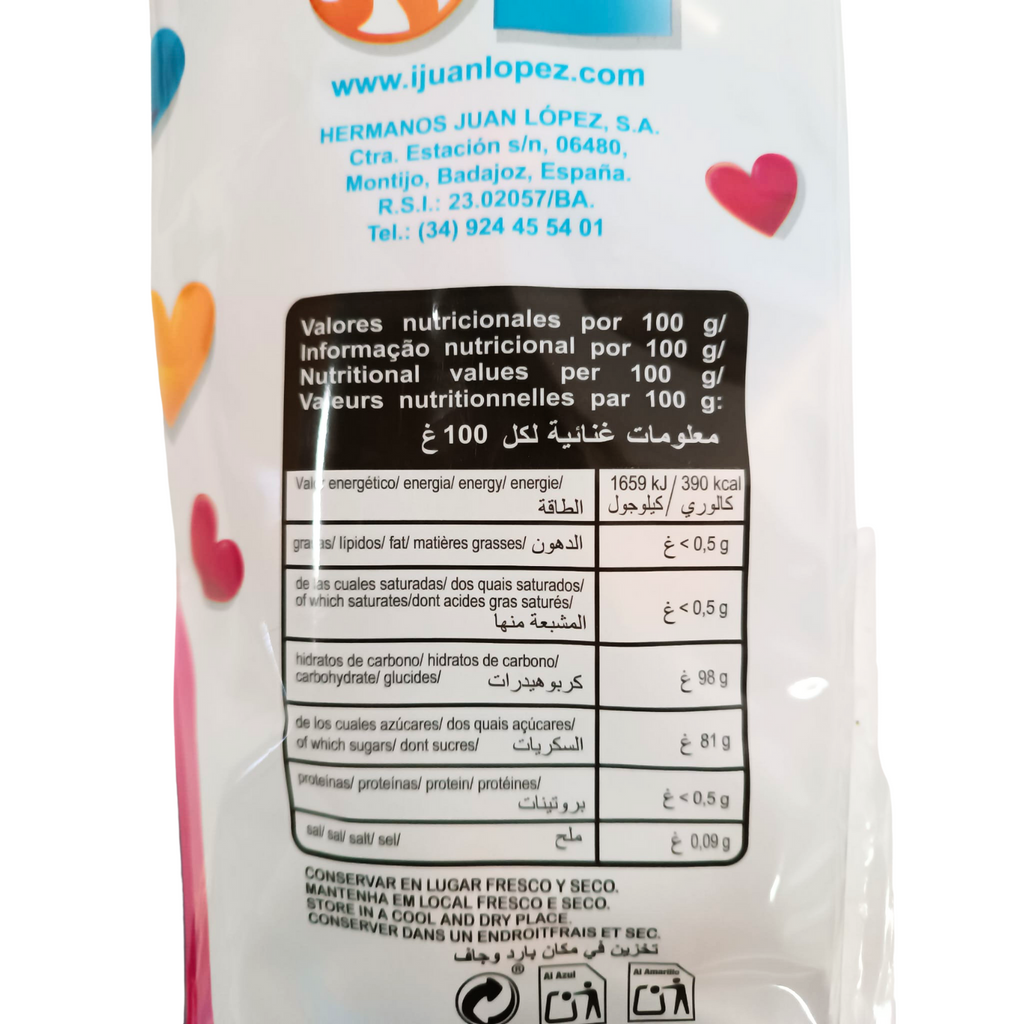 www.ijuanlopez.com
HERMANOS JUAN LÓPEZ, S.A.
Ctra. Estación s/n, 06480,
Montijo, Badajoz, España.
R.S.I.: 23.02057/BA.
Tel.: (34) 924 45 54 01
Valores nutricionales por 100 g/
Informação nutricional por 100 g/
Nutritional values per 100 g/
Valeurs nutritionnelles par 100 g:
معلومات غنائية لكل 100 غ
Valor energético/ energia/ energy/ energie/
الطاقة
1659 kJ / 390 kcal
كالوري / كيلوجول
grasas/ lípidos/ fat/ matières grasses/ الدهون
< 0,5 g غ
de las cuales saturadas/ dos quais saturados/
of which saturates/dont acides gras saturés/
المشبعة منها
< 0,5 g غ
hidratos de carbono/ hidratos de carbono/
carbohydrate/ glucides/ كربوهيدرات
98 g غ
de los cuales azúcares/ dos quais açúcares/
of which sugars/ dont sucres/ السكريات
81 g غ
proteinas/ proteínas/ protein/ protéines/
بروتينات
< 0,5 g غ
sal/ sal/ salt/ sel/ ملح
0,09 g غ
CONSERVAR EN LUGAR FRESCO Y SECO.
MANTENHA EM LOCAL FRESCO E SECO.
STORE IN A COOL AND DRY PLACE.
CONSERVER DANS UN ENDROITFRAIS ET SEC.
تخزين في مكان بارد وجاف
®
Al Azul
Al Amarillo